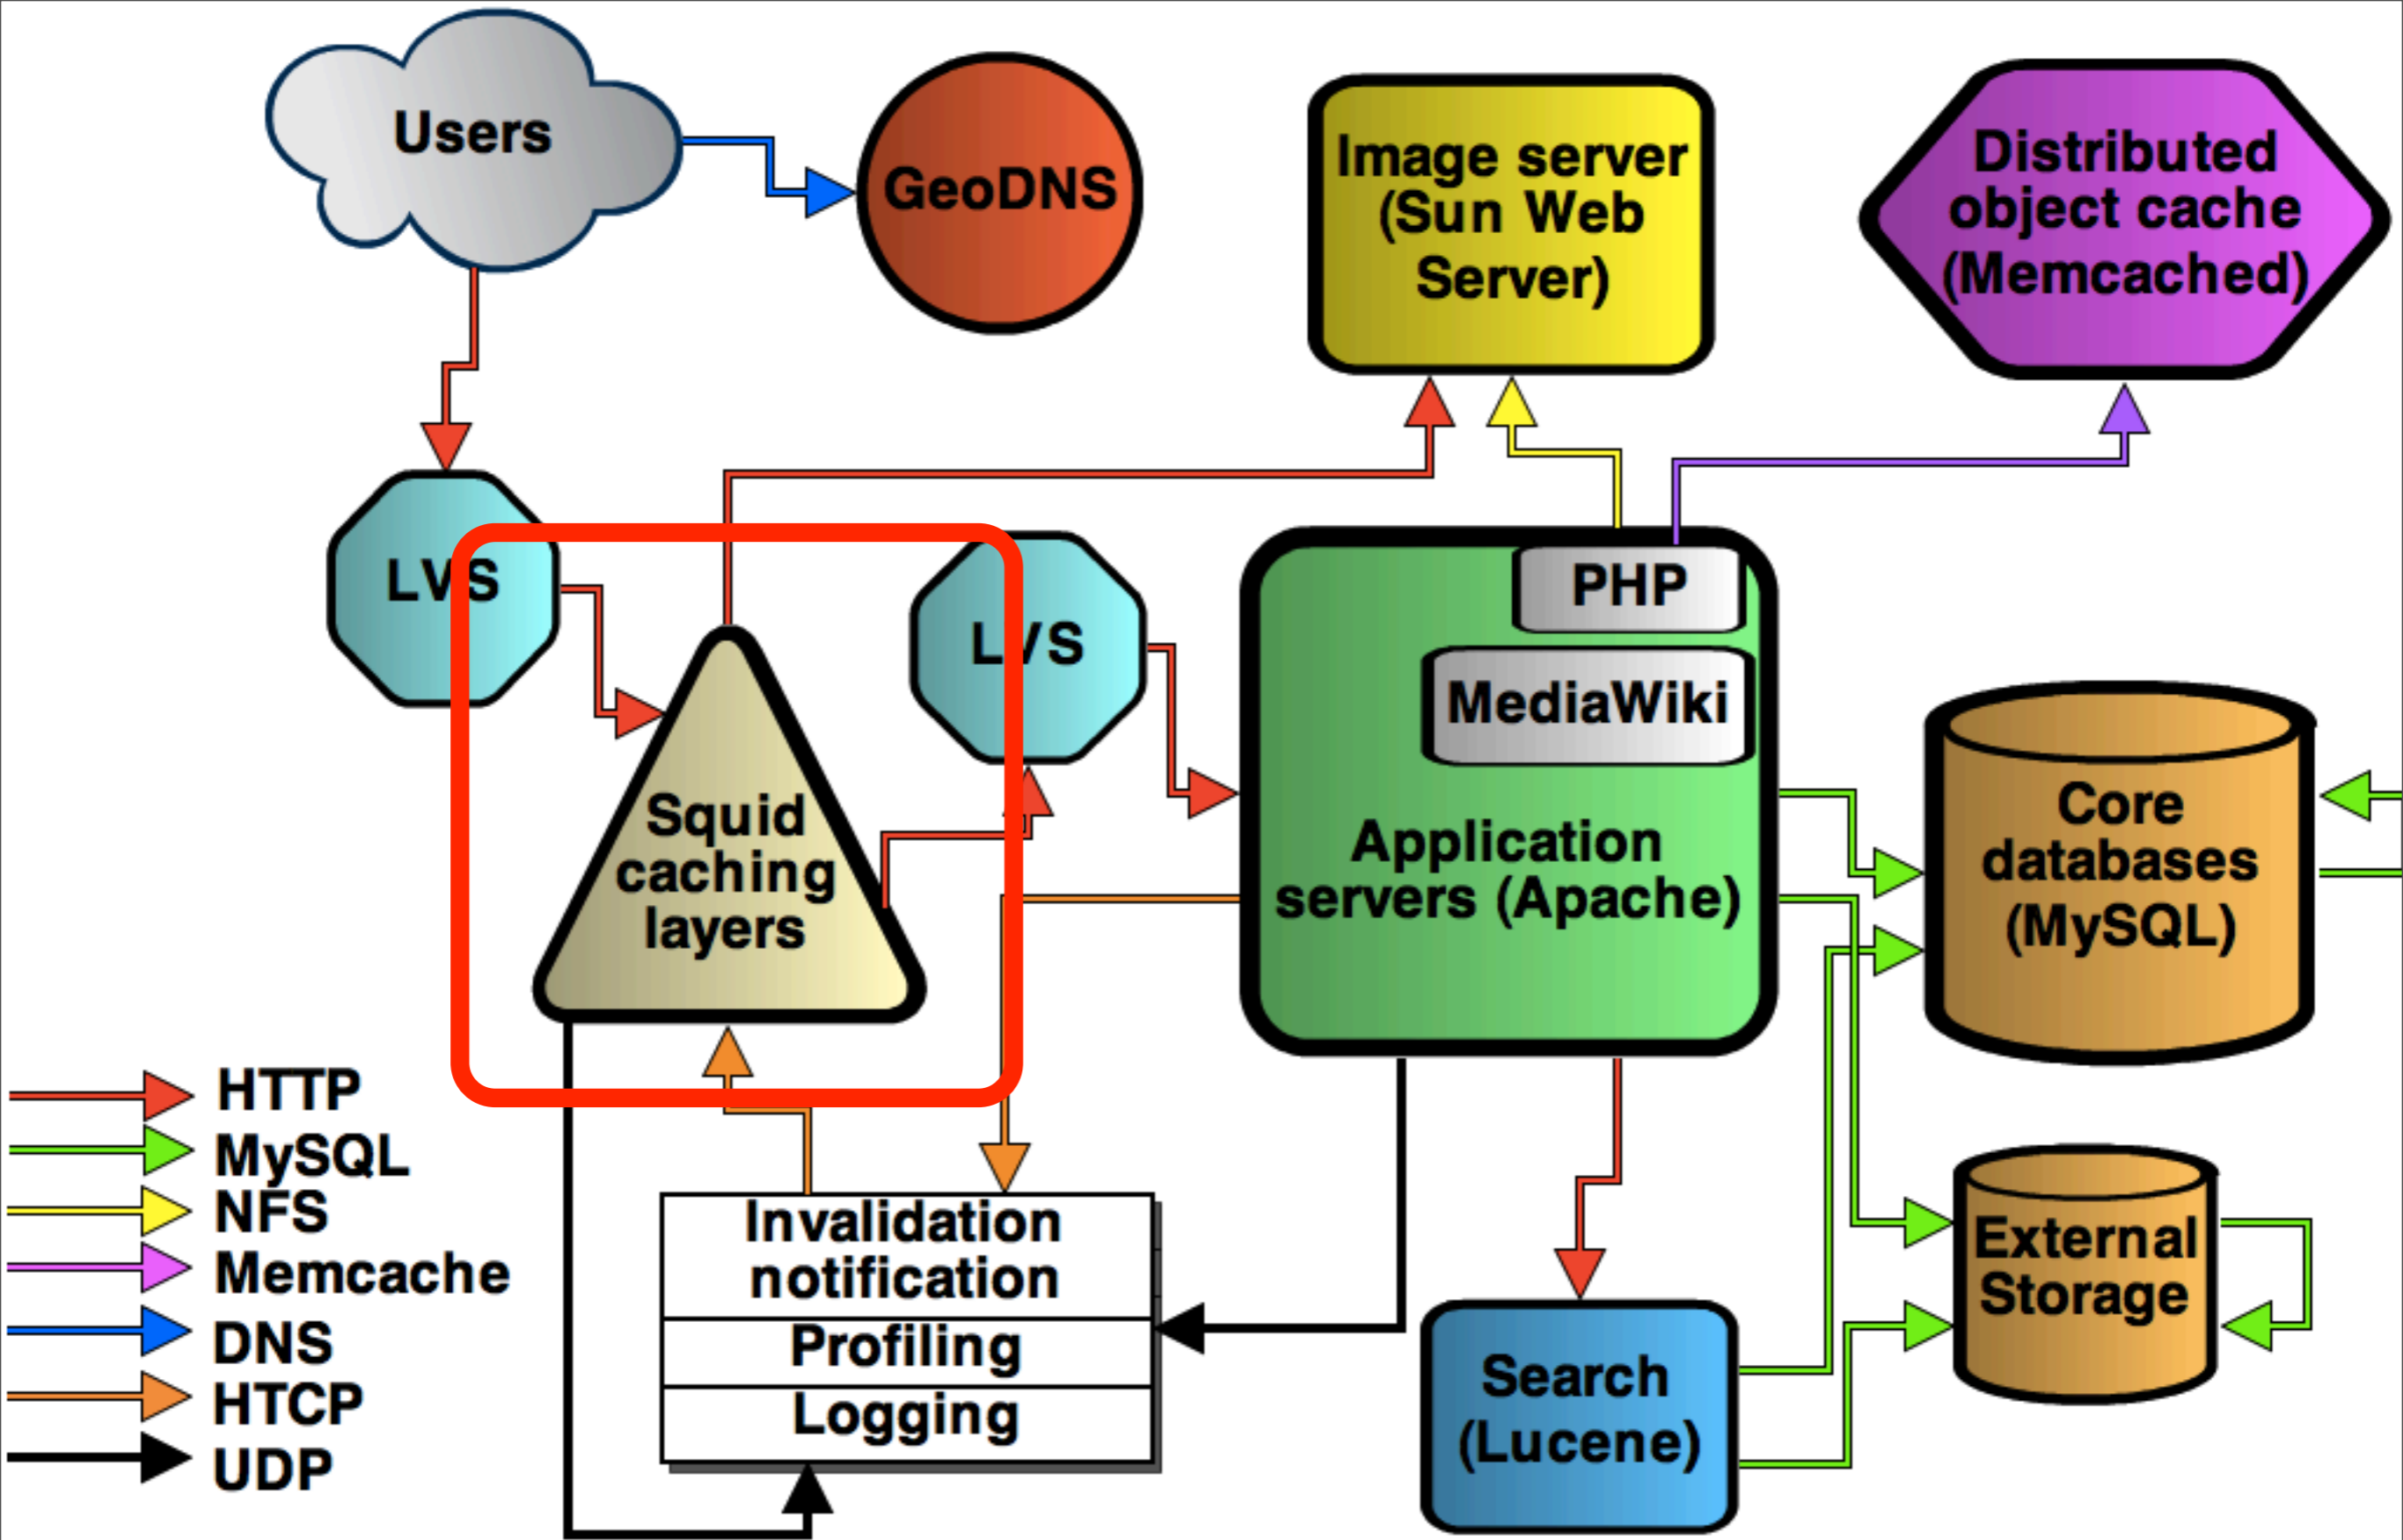 Users
GeoDNS
Image server
(Sun Web
Server)
Distributed
object cache
(Memcached)
LVS
LVS
PHP
MediaWiki
Squid
caching
layers
Application
servers (Apache)
Core
databases
(MySQL)
HTTP
MySQL
NFS
Memcache
DNS
HTCP
UDP
Invalidation
notification
Profiling
Logging
Search
(Lucene)
External
Storage